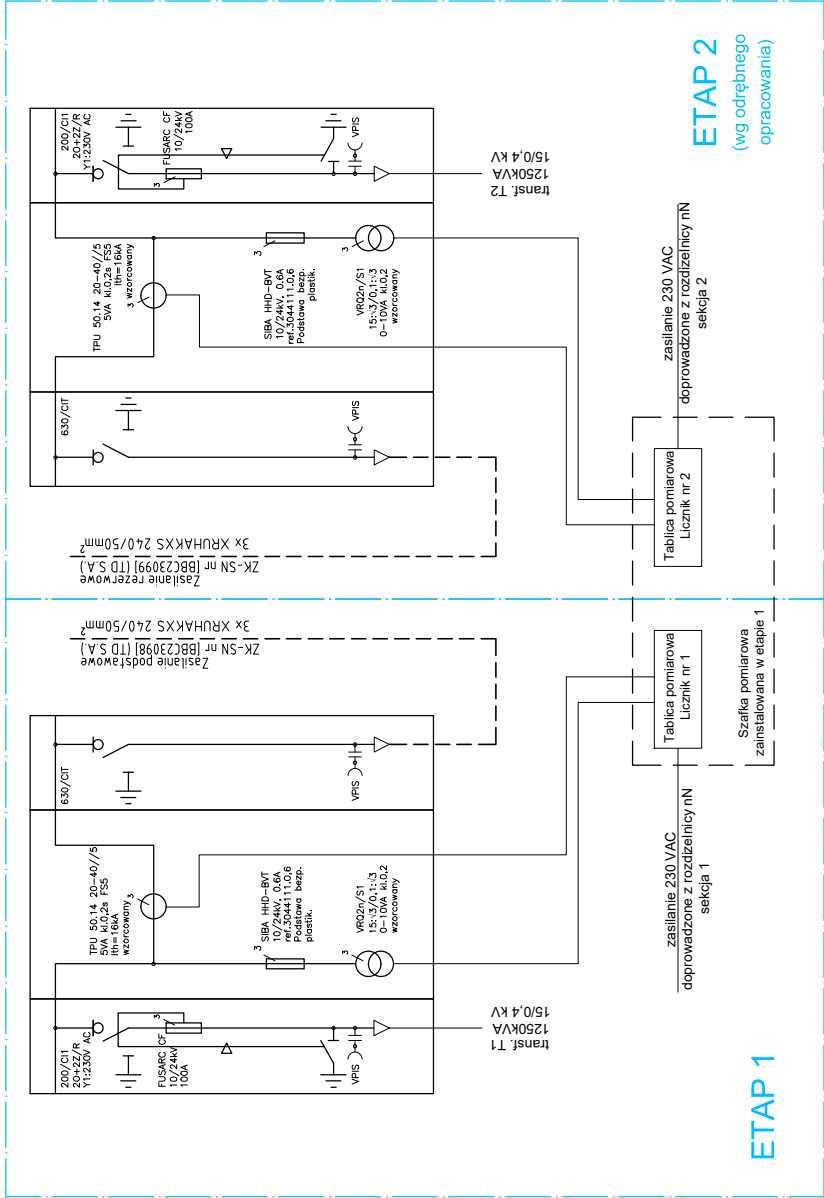 ETAP 2
(wg odrębnego
opracowania)
200/CI1
20+2Z/R
Y1:230V AC
FUSARC CF
10/24kV
100A
3
VPIS
transf. T2
1250kVA
15/0,4 kV
TPU 50.14 20-40//5
5VA kl.0,2s FS5
Ith=16kA
3 wzorcowany
3
SIBA HHD-BVT
10/24kV, 0.6A
ref.3044111.0,6
Podstawa bezp.
plastik.
3
VRQ2n/S1
15:√3/0,1:√3
0-10VA kl.0,2
wzorcowany
630/CIT
VPIS
Zasilanie rezerwowe
ZK-SN nr [BBC23099] (TD S.A.)
3x XRUHAKXS 240/50mm²
zasilanie 230 VAC
doprowadzone z rozdzielnicy nN
sekcja 2
Tablica pomiarowa
Licznik nr 2
Zasilanie podstawowe
ZK-SN nr [BBC23098] (TD S.A.)
3x XRUHAKXS 240/50mm²
Tablica pomiarowa
Licznik nr 1
Szafka pomiarowa
zainstalowana w etapie 1
630/CIT
VPIS
TPU 50.14 20-40//5
5VA kl.0,2s FS5
Ith=16kA
wzorcowany 3
3
SIBA HHD-BVT
10/24kV, 0.6A
ref.3044111.0,6
Podstawa bezp.
plastik.
3
VRQ2n/S1
15:√3/0,1:√3
0-10VA kl.0,2
wzorcowany
200/CI1
20+2Z/R
Y1:230V AC
FUSARC CF
10/24kV
100A
3
VPIS
transf. T1
1250kVA
15/0,4 kV
zasilanie 230 VAC
doprowadzone z rozdzielnicy nN
sekcja 1
ETAP 1